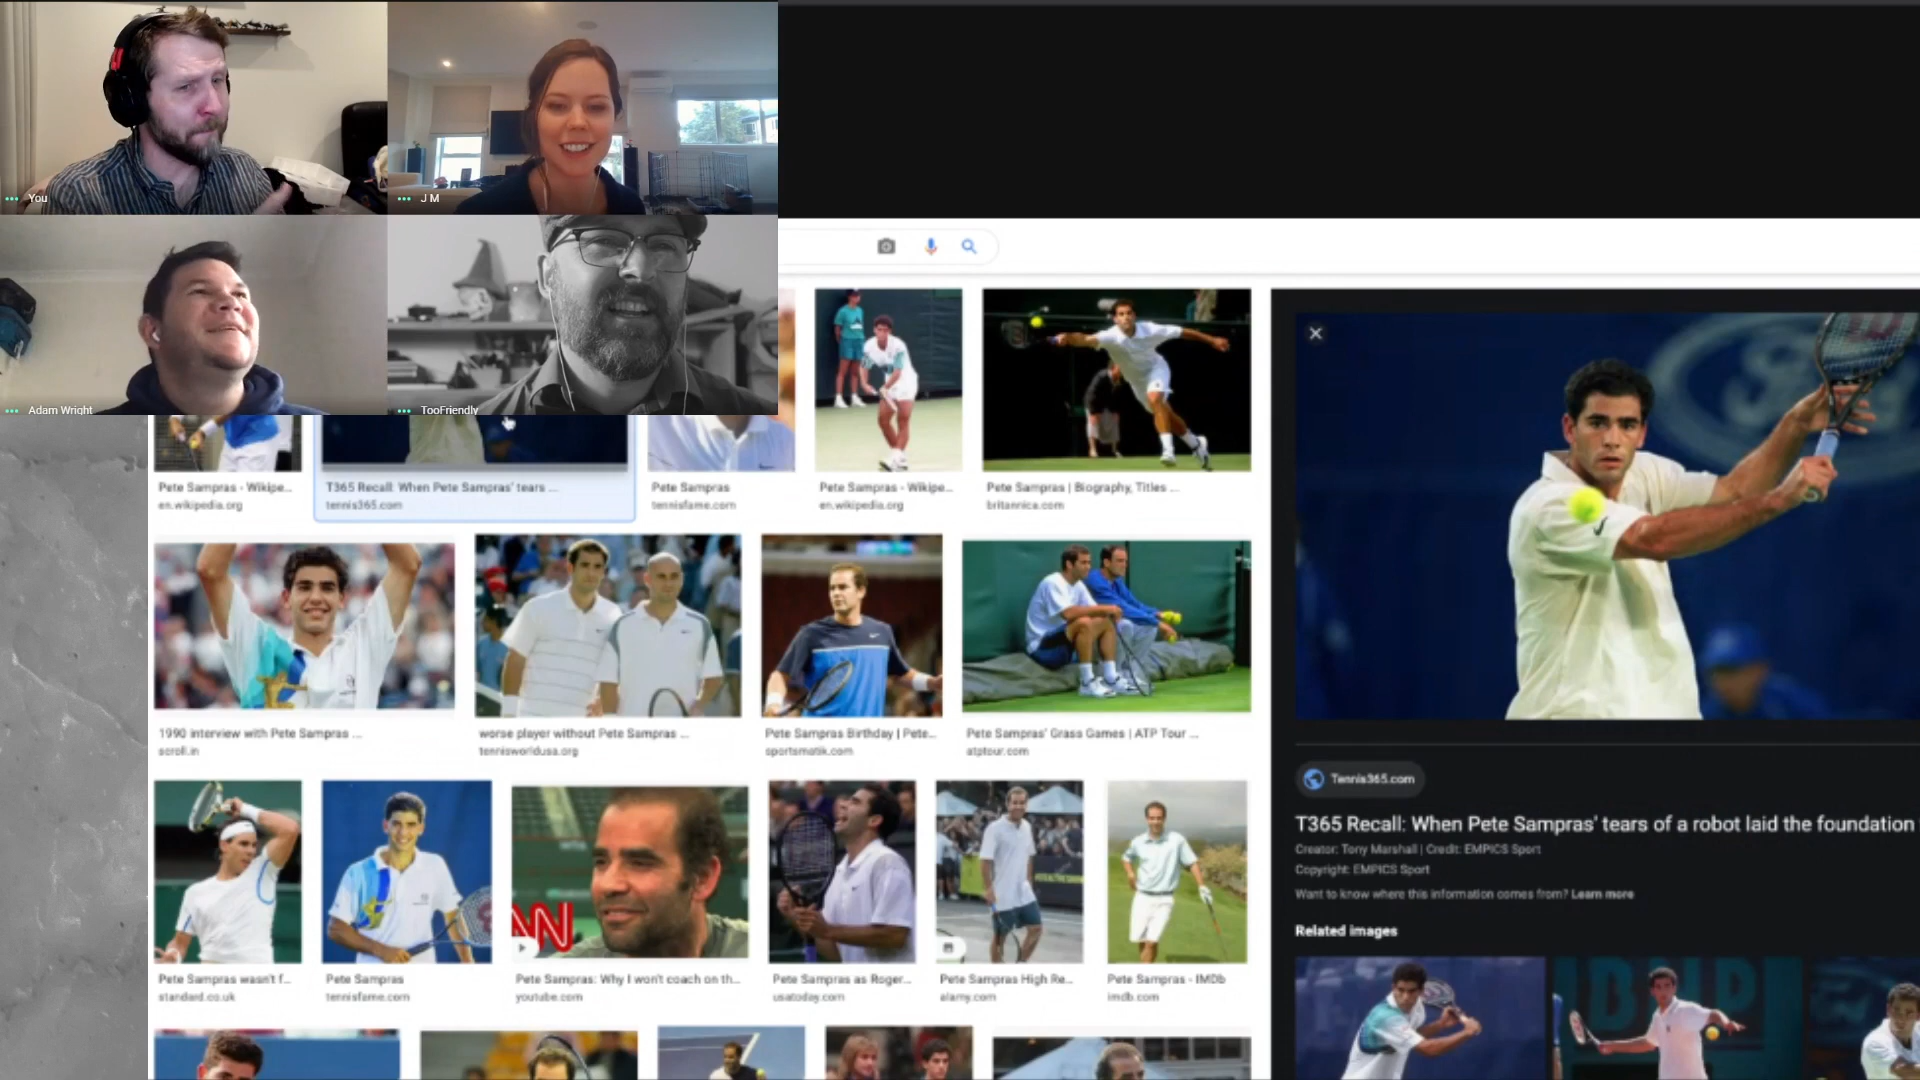 You
J M
Adam Wright
TooFriendly
Pete Sampras - Wikipe...
en.wikipedia.org
T365 Recall: When Pete Sampras' tears ...
tennis365.com
Pete Sampras
tennisfame.com
Pete Sampras - Wikipe...
en.wikipedia.org
Pete Sampras | Biography, Titles ...
britannica.com
1990 interview with Pete Sampras ...
scroll.in
worse player without Pete Sampras ...
tennisworldusa.org
Pete Sampras Birthday | Pete...
sportsmatik.com
Pete Sampras' Grass Games | ATP Tour ...
atptour.com
Pete Sampras wasn't f...
standard.co.uk
Pete Sampras
tennisfame.com
Pete Sampras: Why I won't coach on th...
youtube.com
Pete Sampras as Roger...
usatoday.com
Pete Sampras High Re...
alamy.com
Pete Sampras - IMDb
imdb.com
Tennis365.com
T365 Recall: When Pete Sampras' tears of a robot laid the foundation
Creator: Tony Marshall | Credit: EMPICS Sport
Copyright: EMPICS Sport
Want to know where this information comes from? Learn more
Related images